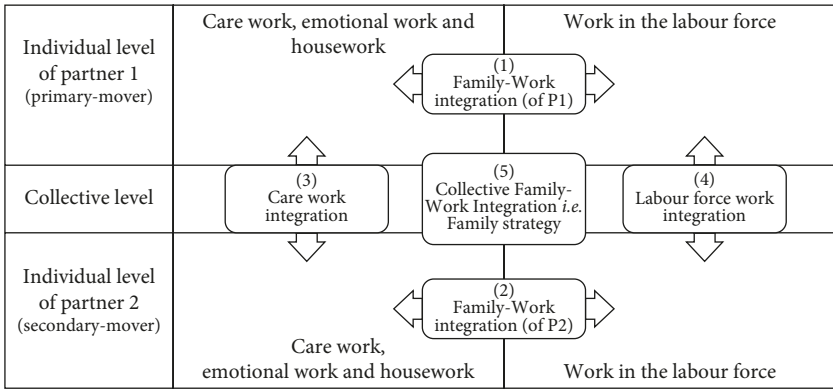 Individual level
of partner 1
(primary-mover)
Care work, emotional work and
housework
Work in the labour force
(1)
Family-Work
integration (of P1)
Collective level
(3)
Care work
integration
(5)
Collective Family-
Work Integration i.e.
Family strategy
(4)
Labour force work
integration
Individual level
of partner 2
(secondary-mover)
(2)
Family-Work
integration (of P2)
Care work,
emotional work and housework
Work in the labour force